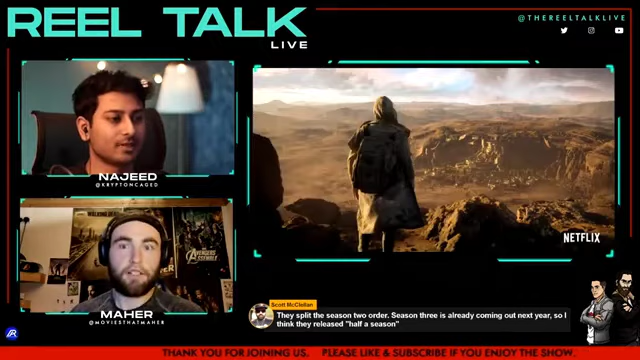 REEL TALK
LIVE
@THEREELTALKLIVE
NAJEED
@KRYPTONCAGED
MAHER
@MOVIESTHATMAHER
AVENGERS
NETFLIX
Scott McClellan
They split the season two order. Season three is already coming out next year, so I
think they released "half a season"
THANK YOU FOR JOINING US. PLEASE LIKE & SUBSCRIBE IF YOU ENJOY THE SHOW.